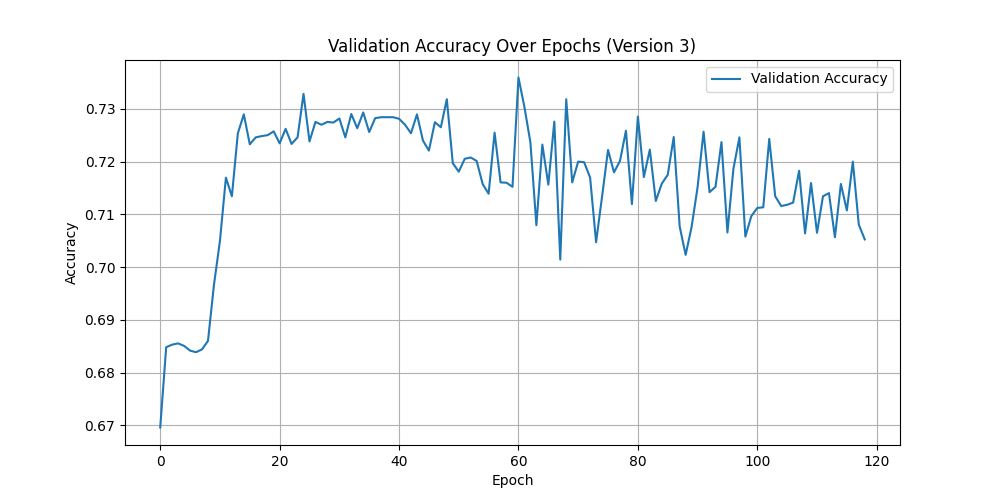 Validation Accuracy Over Epochs (Version 3)
Validation Accuracy
0.73
0.72
0.71
0.70
0.69
0.68
0.67
Accuracy
0 20 40 60 80 100 120
Epoch